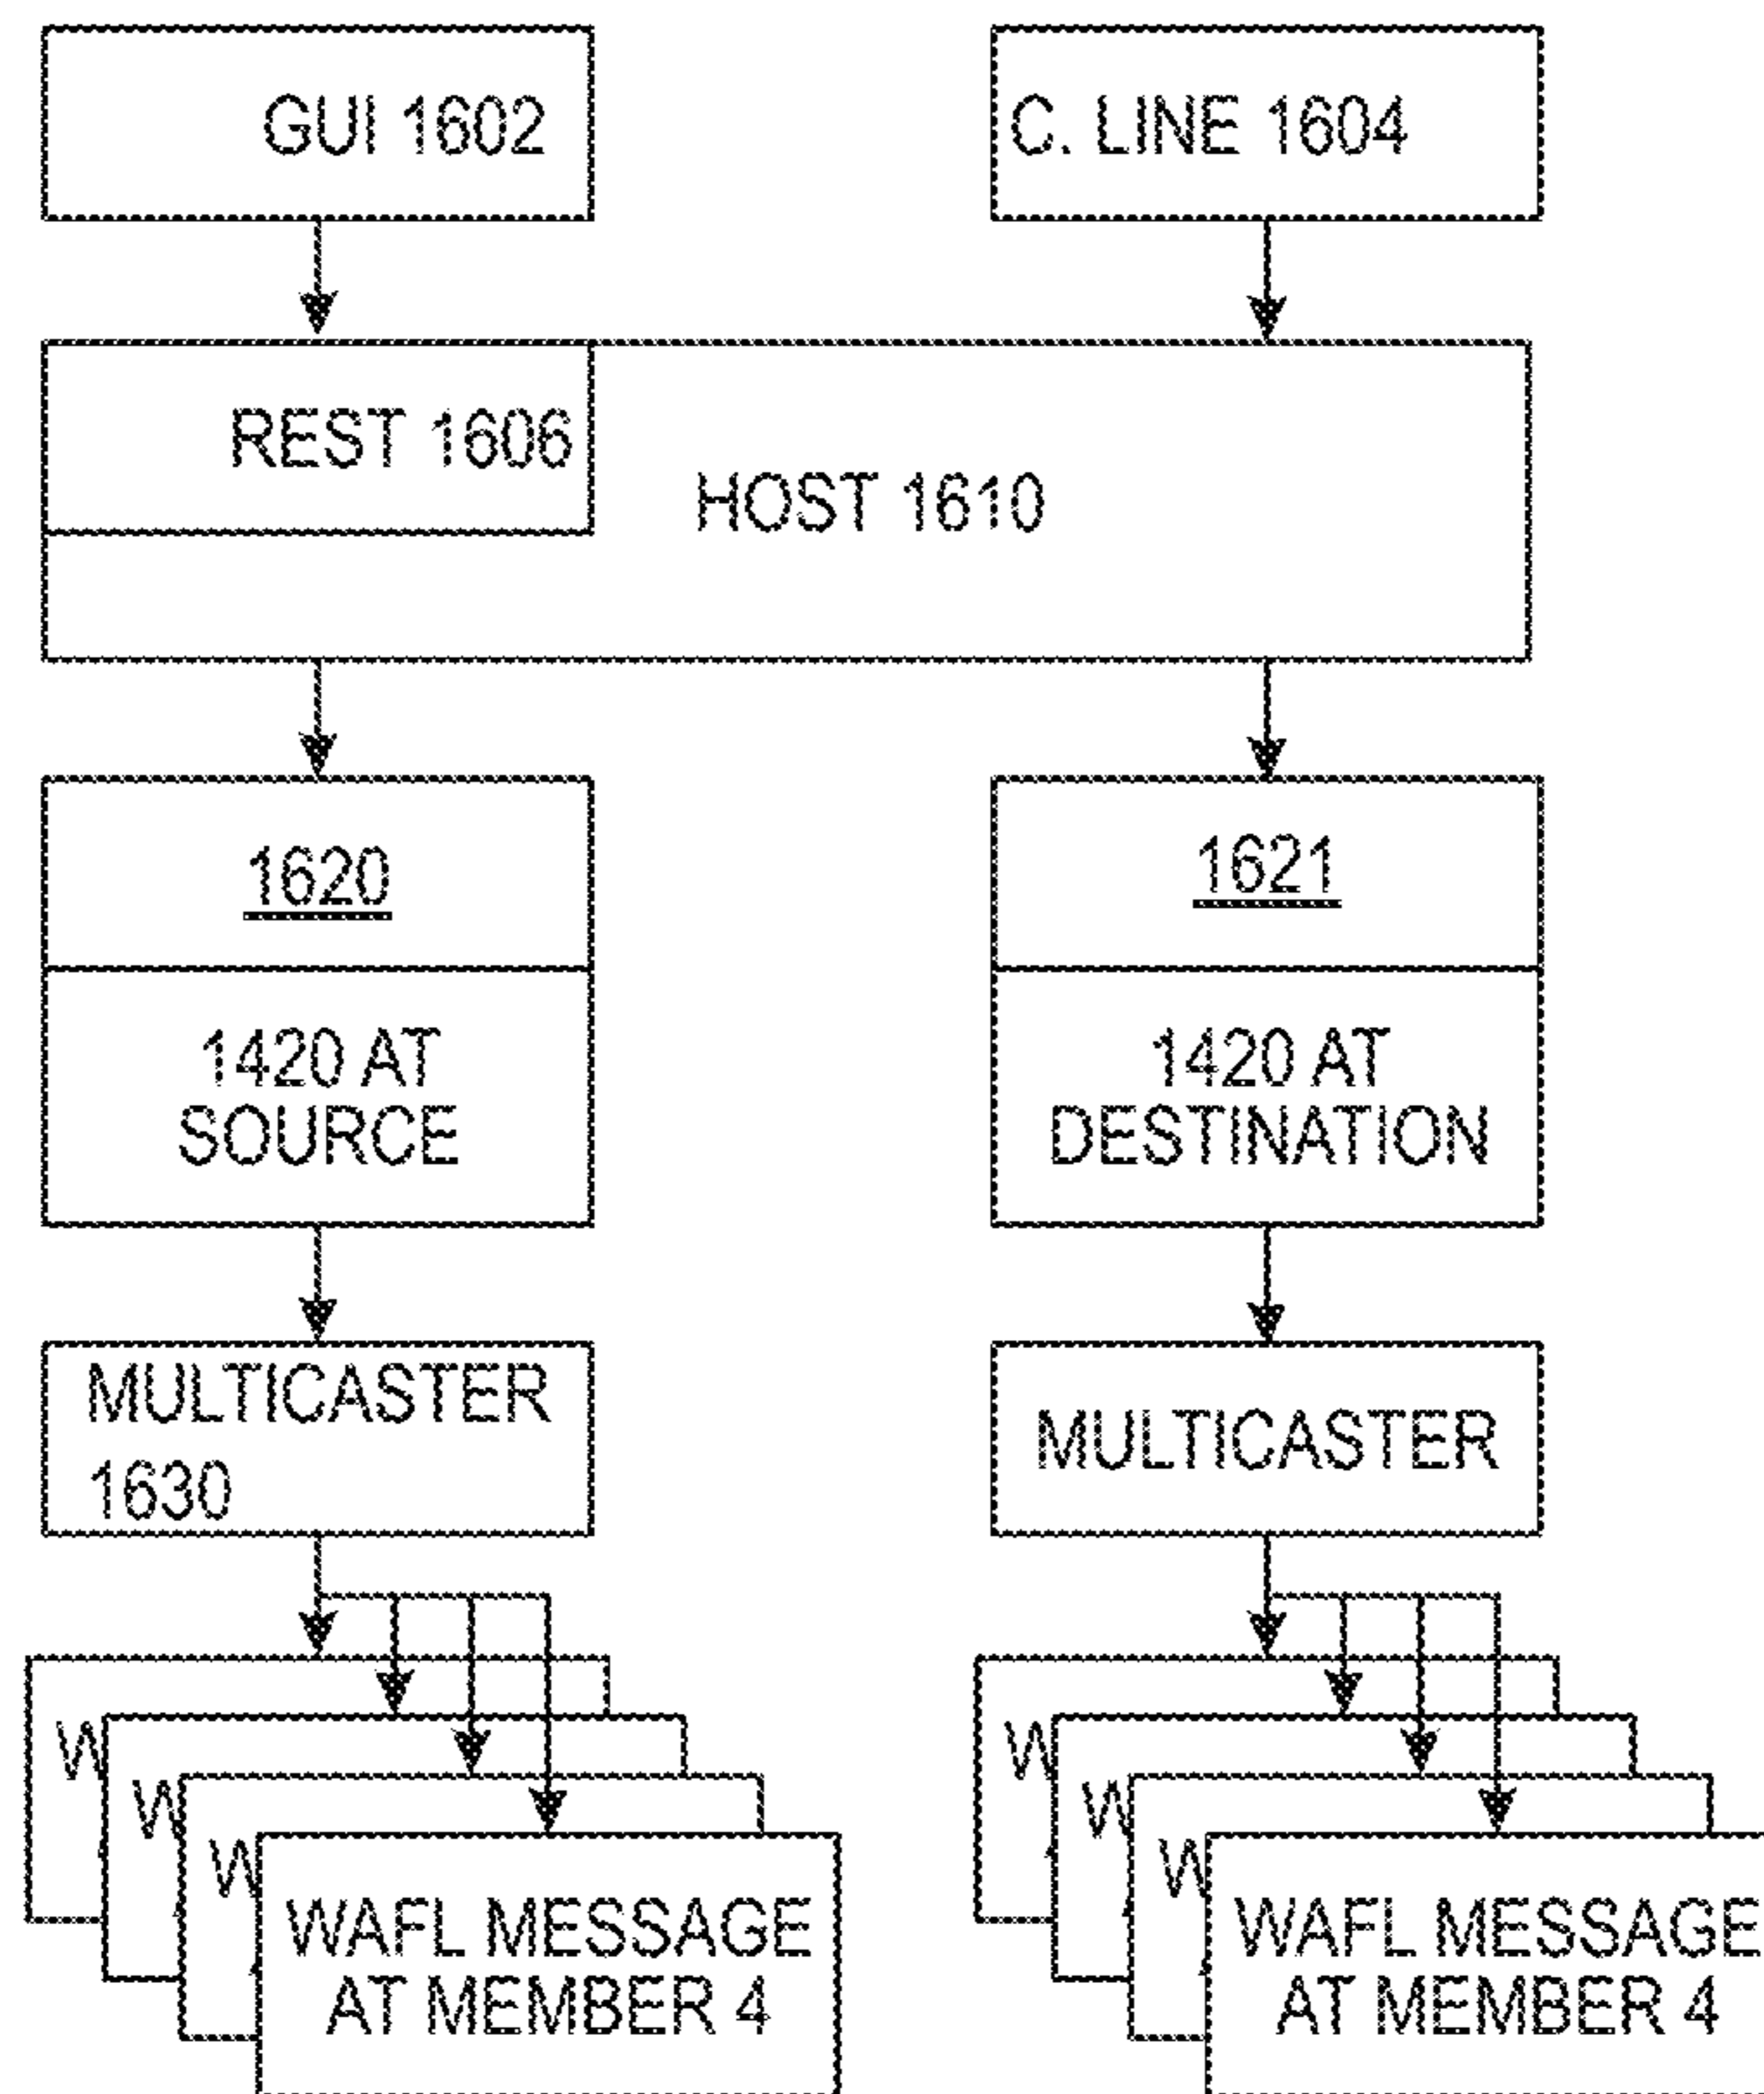 GUI 1602
C. LINE 1604
REST 1606
HOST 1610
1620
1621
1420 AT
SOURCE
1420 AT
DESTINATION
MULTICASTER
1630
MULTICASTER
W
W
W
WAFL MESSAGE
AT MEMBER 4
W
W
W
WAFL MESSAGE
AT MEMBER 4